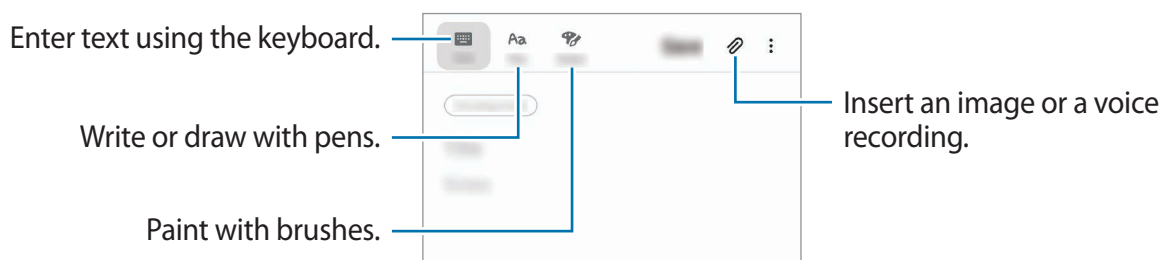 Enter text using the keyboard.
Aa
Write or draw with pens.
Insert an image or a voice
recording.
Paint with brushes.